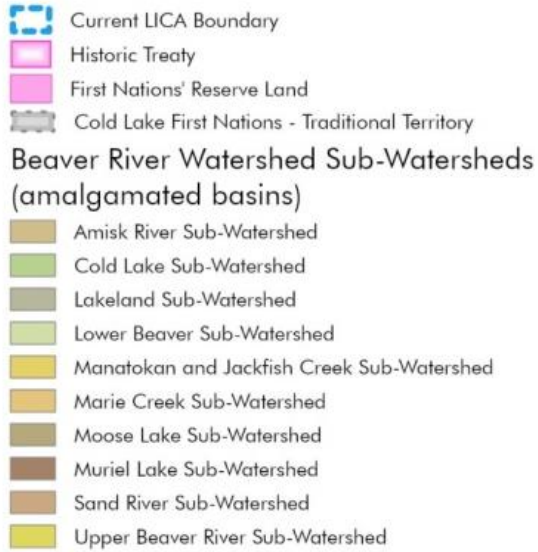 Current LICA Boundary
Historic Treaty
First Nations' Reserve Land
Cold Lake First Nations - Traditional Territory
Beaver River Watershed Sub-Watersheds
(amalgamated basins)
Amisk River Sub-Watershed
Cold Lake Sub-Watershed
Lakeland Sub-Watershed
Lower Beaver Sub-Watershed
Manatokan and Jackfish Creek Sub-Watershed
Marie Creek Sub-Watershed
Moose Lake Sub-Watershed
Muriel Lake Sub-Watershed
Sand River Sub-Watershed
Upper Beaver River Sub-Watershed